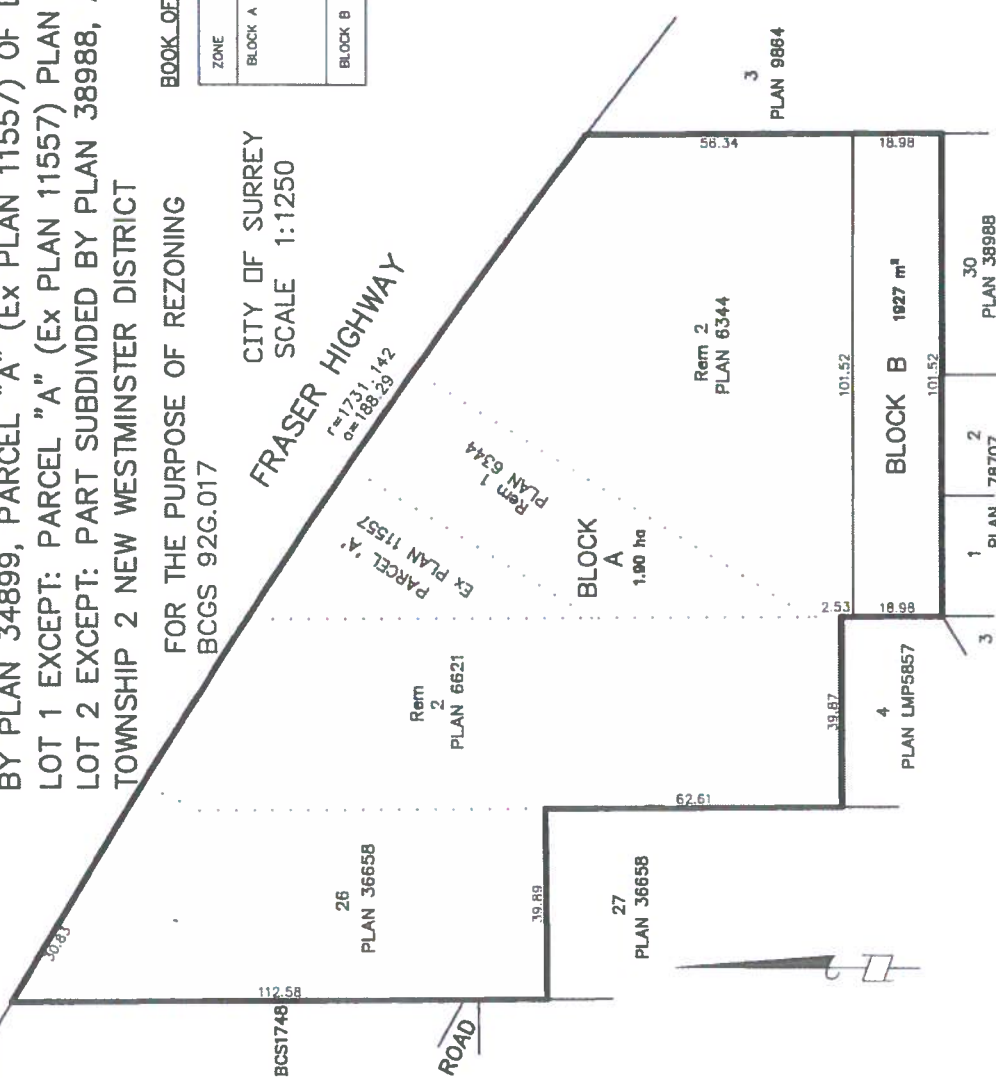 BY PLAN 34899, PARCEL "A" (Ex PLAN 11557) OF
LOT 1 EXCEPT: PARCEL "A" (Ex PLAN 11557) PLAN
LOT 2 EXCEPT: PART SUBDIVIDED BY PLAN 38988,
TOWNSHIP 2 NEW WESTMINSTER DISTRICT
FOR THE PURPOSE OF REZONING
BCGS 92G.017
CITY OF SURREY
SCALE 1:1250
BOOK OF
ZONE
BLOCK A
BLOCK B
FRASER HIGHWAY
r=1731.142
a=188.29
30.83
3
PLAN 9864
56.34
18.98
Rem 2
PLAN 6344
Rem 1
PLAN 6344
PARCEL 'A'
Ex PLAN 11557
BLOCK
A
1.90 ha
101.52
BLOCK B 1927 m²
101.52
2.53
18.98
Rem
2
PLAN 6621
39.87
4
PLAN LMP5857
62.61
26
PLAN 36658
39.89
27
PLAN 36658
112.58
BCS1748
ROAD
3
1
2
PLAN 78707
30
PLAN 38988